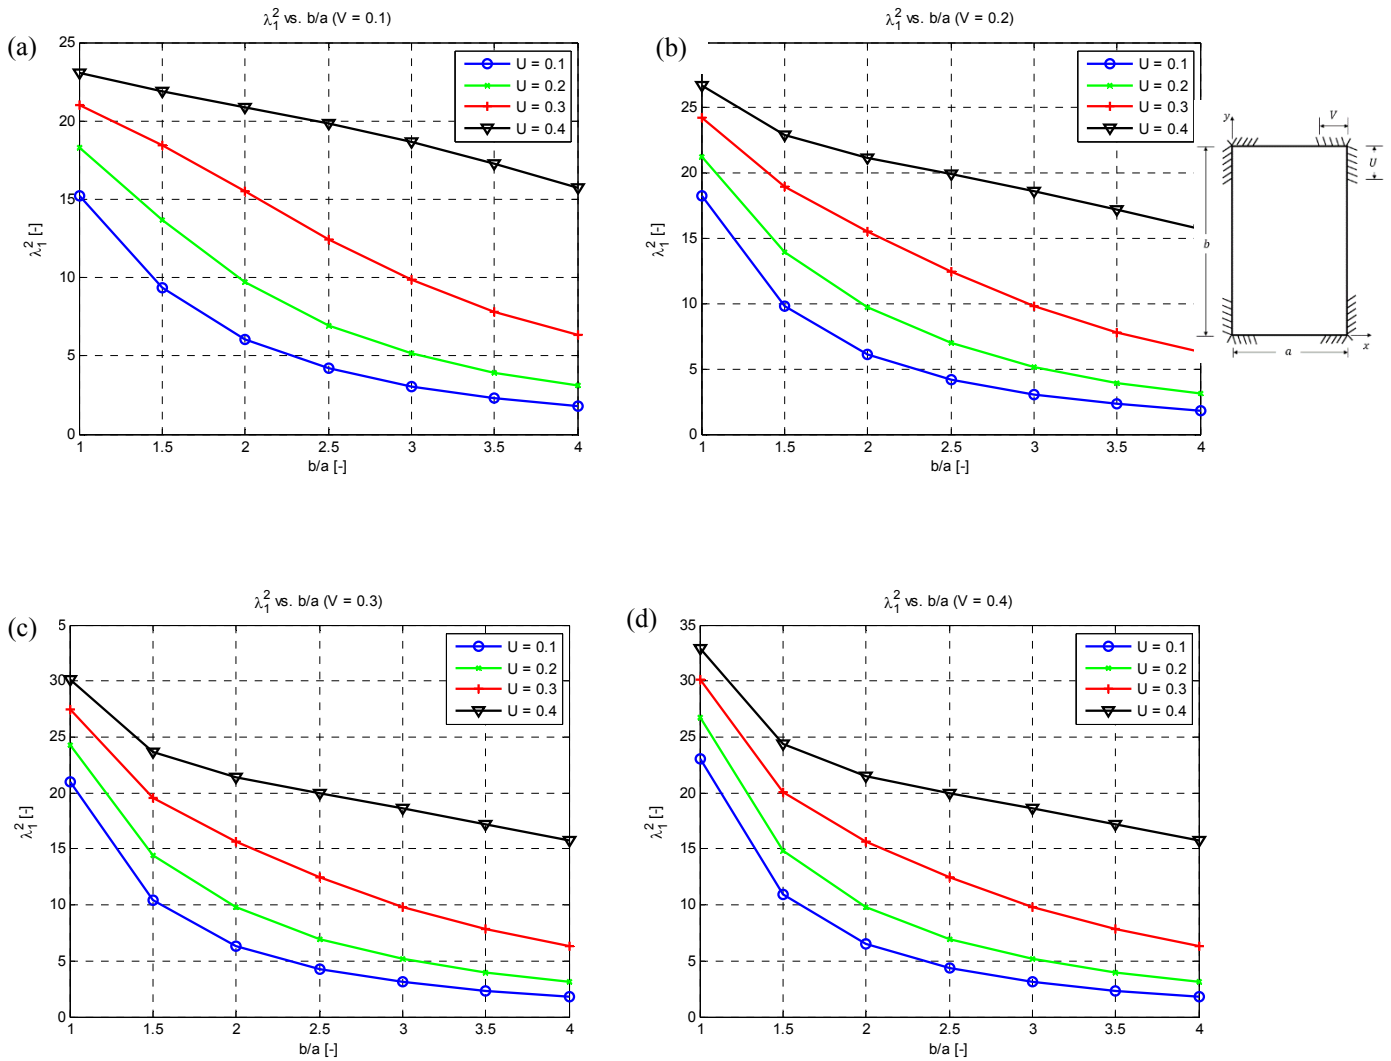 (a)
λ₁² vs. b/a (V = 0.1)
25
20
15
10
5
0
λ₁² [-]
1 1.5 2 2.5 3 3.5 4
b/a [-]
U = 0.1
U = 0.2
U = 0.3
U = 0.4
(b)
λ₁² vs. b/a (V = 0.2)
25
20
15
10
5
0
λ₁² [-]
1 1.5 2 2.5 3 3.5 4
b/a [-]
U = 0.1
U = 0.2
U = 0.3
U = 0.4
y
V
U
b
a
x
(c)
λ₁² vs. b/a (V = 0.3)
5
30
25
20
15
10
5
0
λ₁² [-]
1 1.5 2 2.5 3 3.5 4
b/a [-]
U = 0.1
U = 0.2
U = 0.3
U = 0.4
(d)
λ₁² vs. b/a (V = 0.4)
35
30
25
20
15
10
5
0
λ₁² [-]
1 1.5 2 2.5 3 3.5 4
b/a [-]
U = 0.1
U = 0.2
U = 0.3
U = 0.4